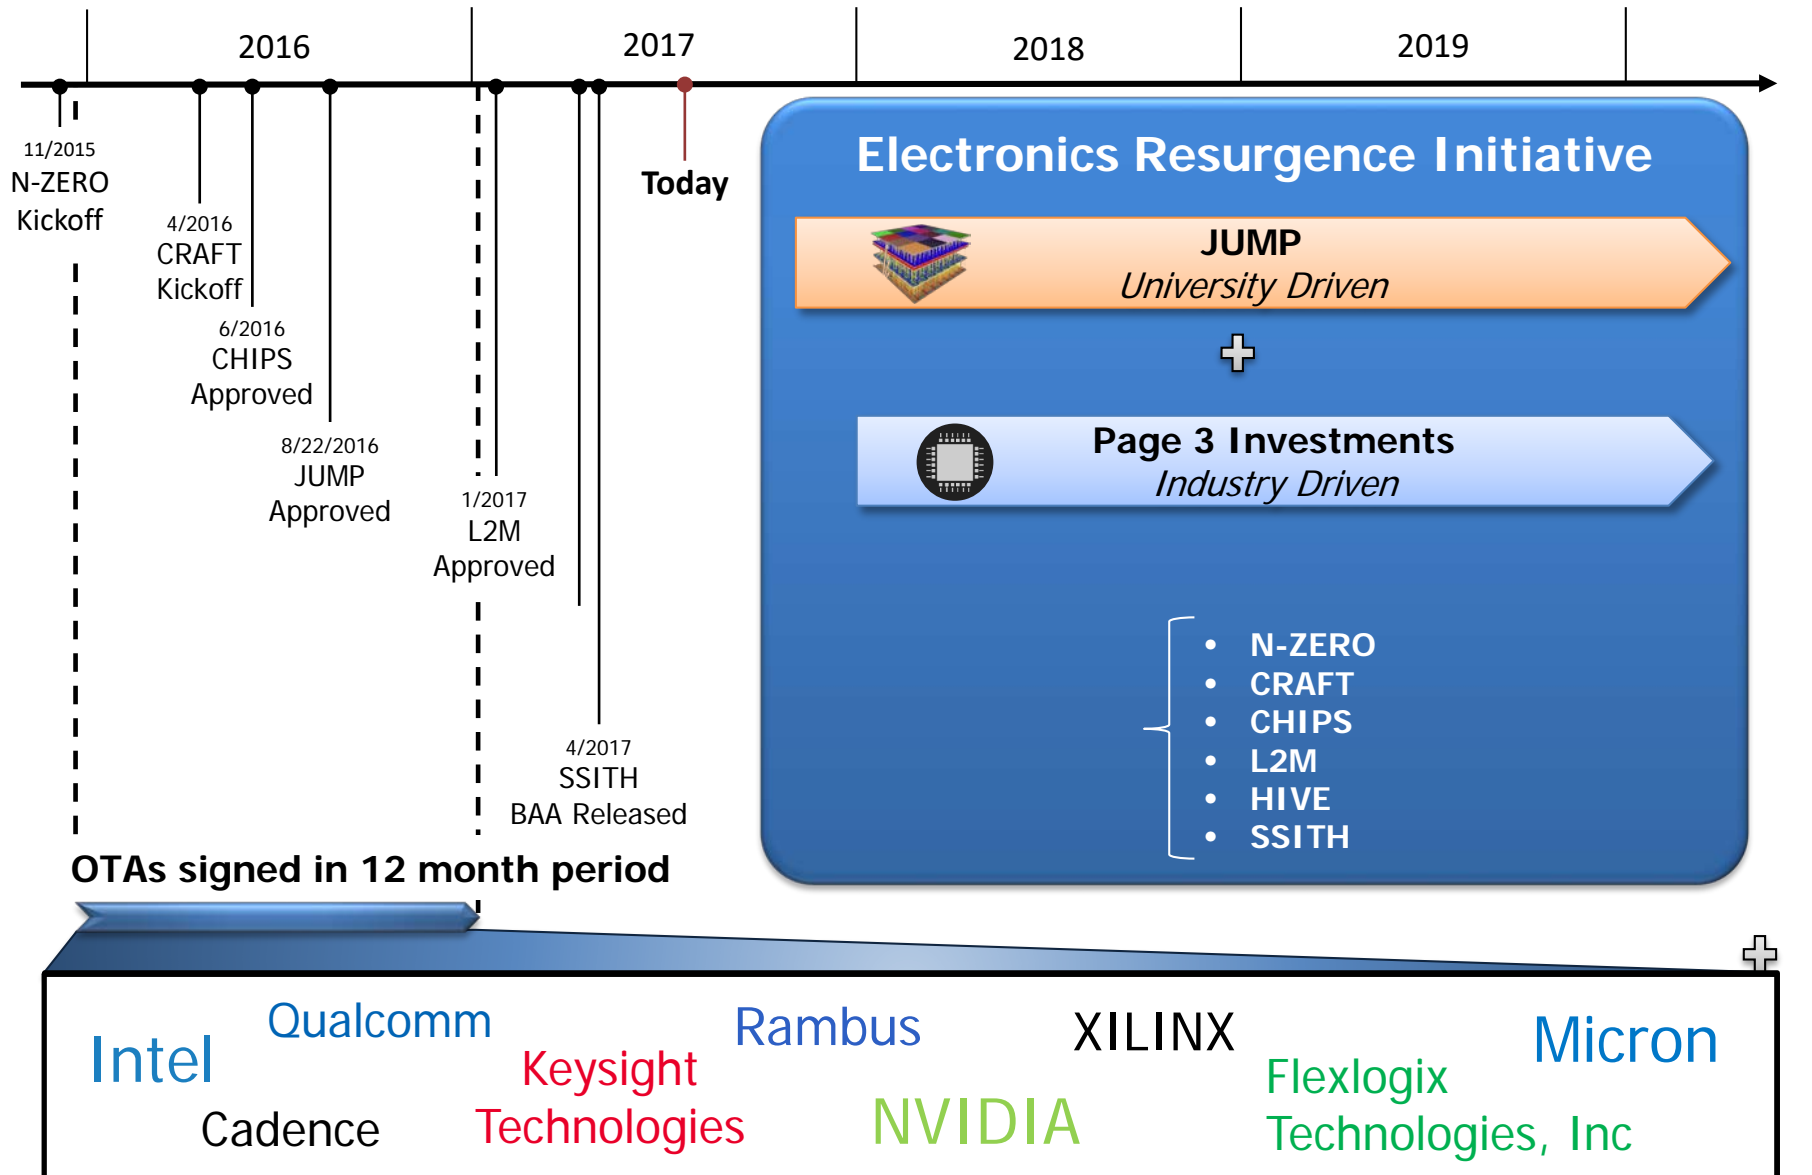 2016
2017
2018
2019
11/2015
N-ZERO
Kickoff
4/2016
CRAFT
Kickoff
6/2016
CHIPS
Approved
8/22/2016
JUMP
Approved
1/2017
L2M
Approved
4/2017
SSITH
BAA Released
Today
Electronics Resurgence Initiative
JUMP
University Driven
Page 3 Investments
Industry Driven
• N-ZERO
• CRAFT
• CHIPS
• L2M
• HIVE
• SSITH
OTAs signed in 12 month period
Intel
Qualcomm
Cadence
Keysight
Technologies
Rambus
NVIDIA
XILINX
Flexlogix
Technologies, Inc
Micron